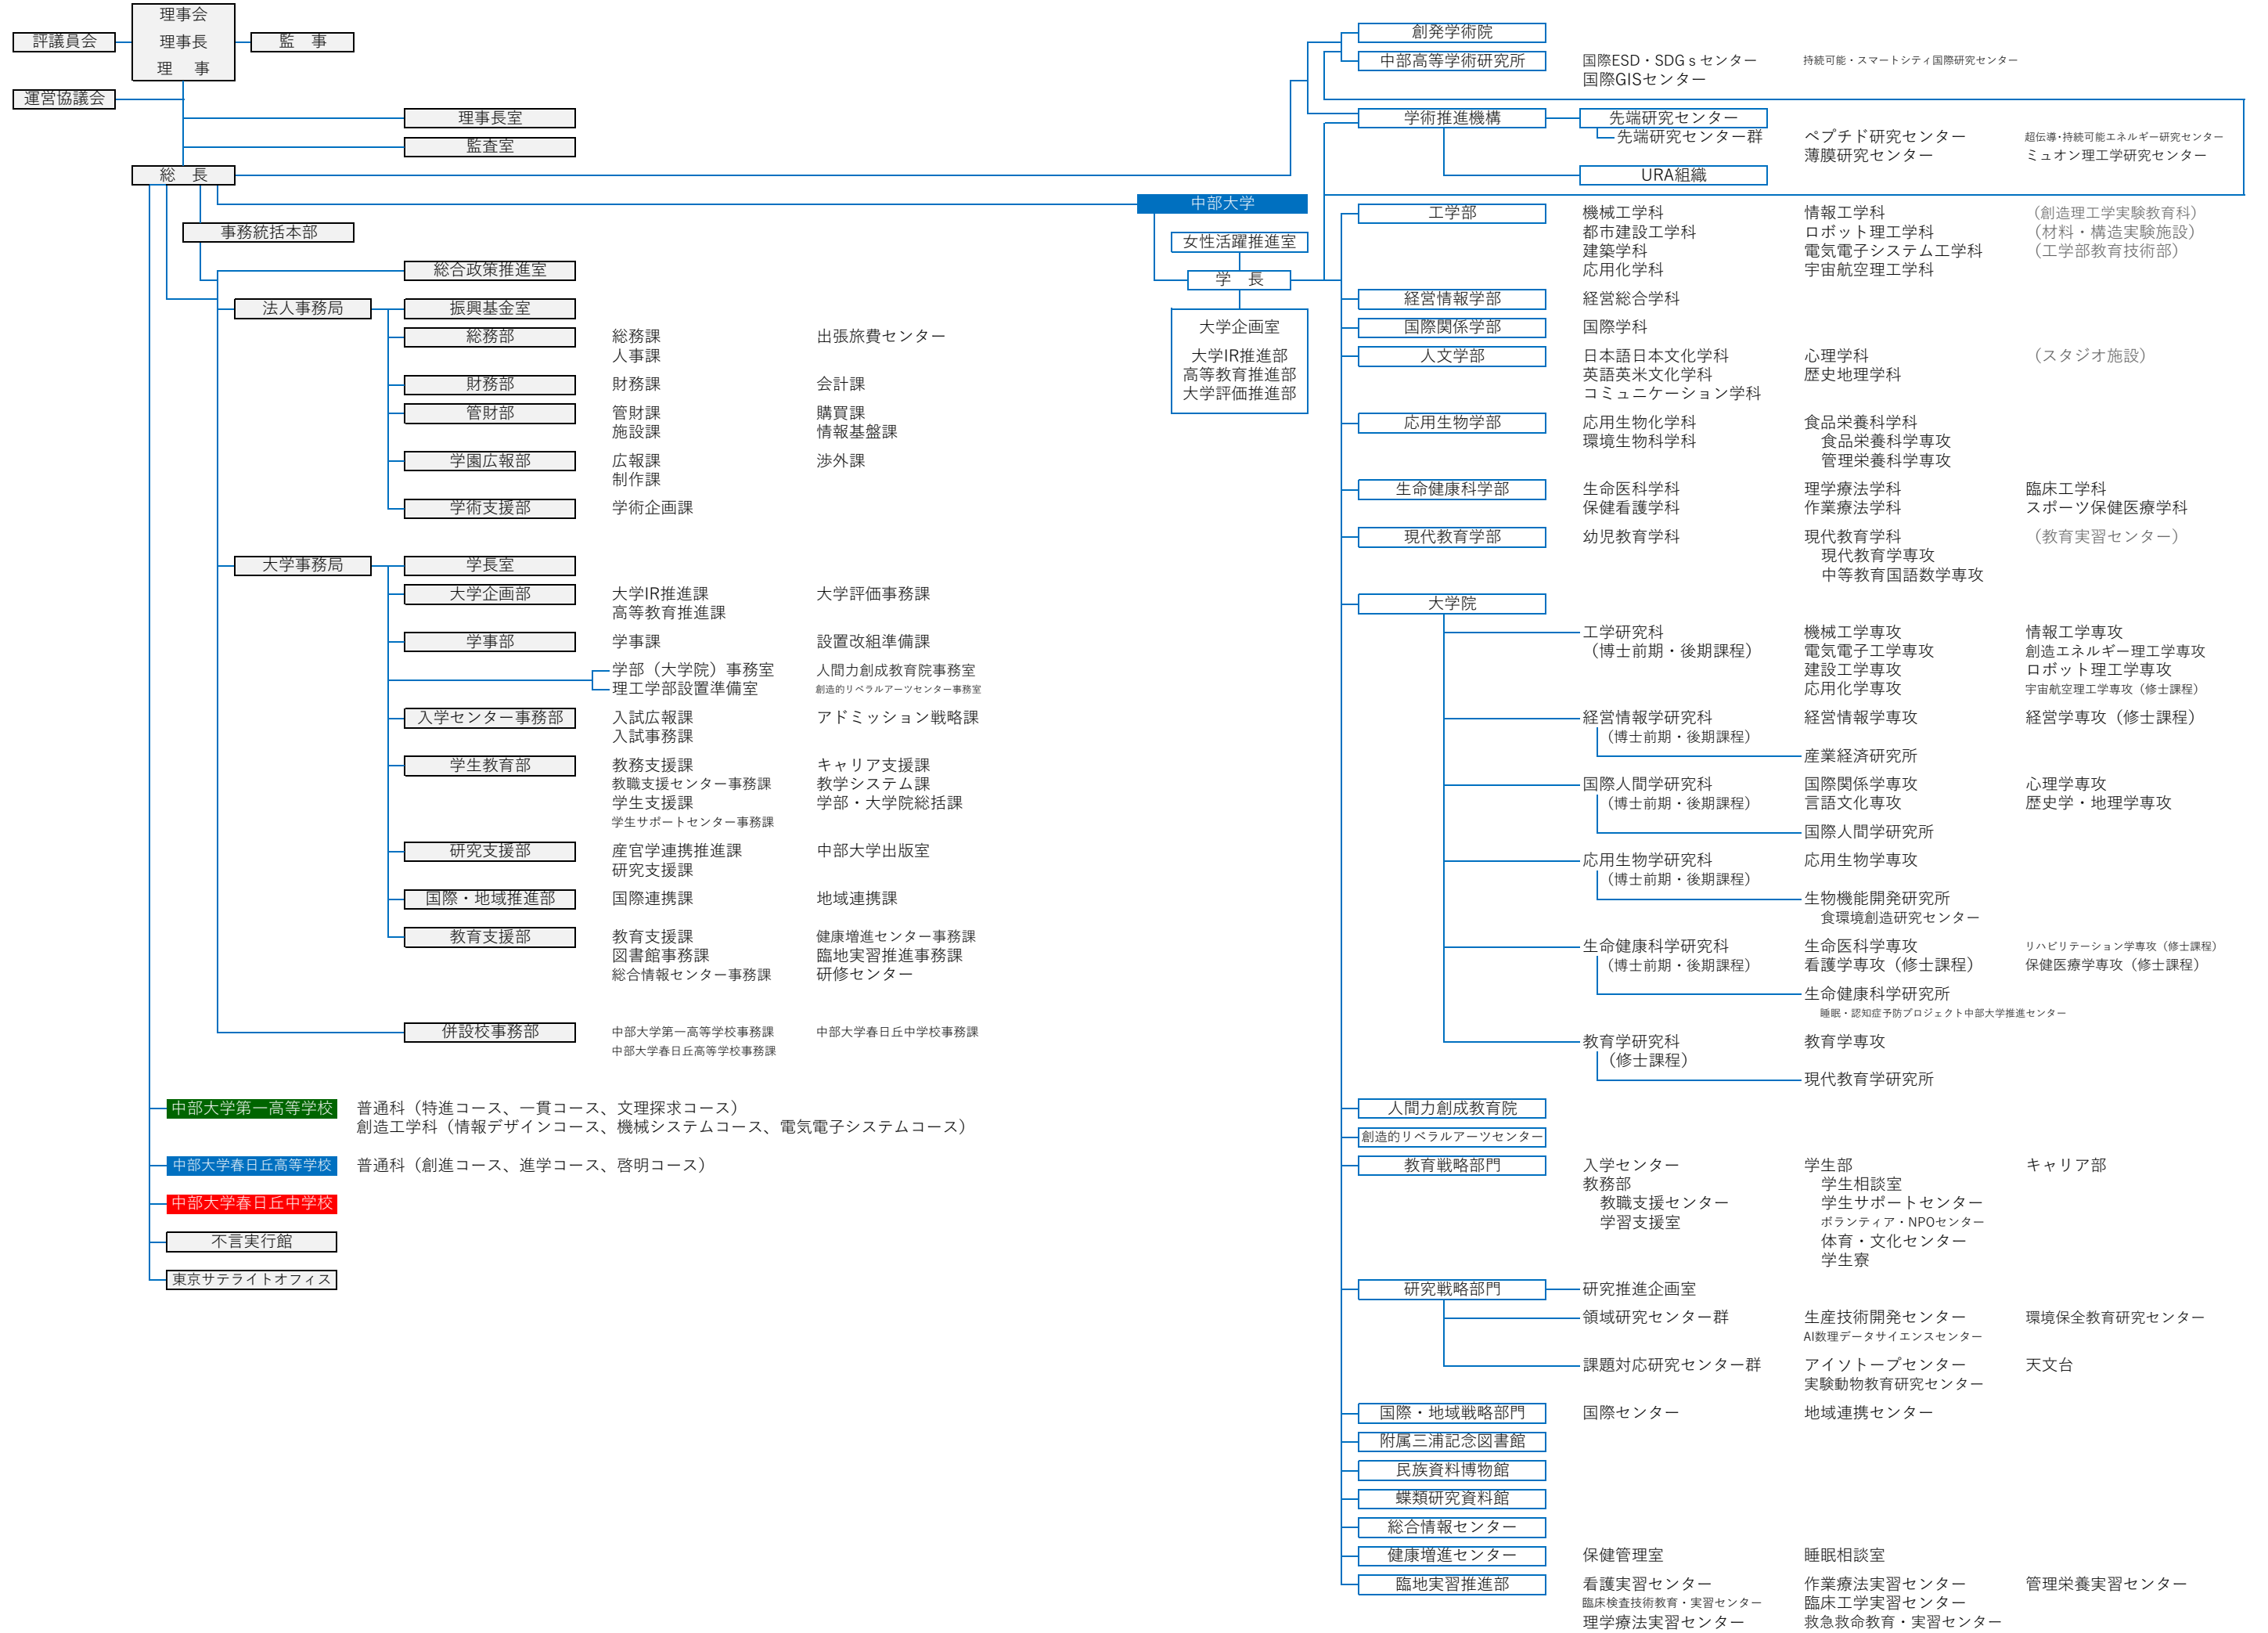 理事会
評議員会
理事長
監　事
理　事
運営協議会
理事長室
監査室
総　長
事務統括本部
総合政策推進室
法人事務局
振興基金室
総務部
総務課
出張旅費センター
人事課
財務部
財務課
会計課
管財部
管財課
購買課
施設課
情報基盤課
学園広報部
広報課
渉外課
制作課
学術支援部
学術企画課
大学事務局
学長室
大学企画部
大学IR推進課
大学評価事務課
高等教育推進課
学事部
学事課
設置改組準備課
学部（大学院）事務室
人間力創成教育院事務室
理工学部設置準備室
創造的リベラルアーツセンター事務室
入学センター事務部
入試広報課
アドミッション戦略課
入試事務課
学生教育部
教務支援課
キャリア支援課
教職支援センター事務課
教学システム課
学生支援課
学部・大学院総括課
学生サポートセンター事務課
研究支援部
産官学連携推進課
中部大学出版室
研究支援課
国際・地域推進部
国際連携課
地域連携課
教育支援部
教育支援課
健康増進センター事務課
図書館事務課
臨地実習推進事務課
総合情報センター事務課
研修センター
併設校事務部
中部大学第一高等学校事務課
中部大学春日丘中学校事務課
中部大学春日丘高等学校事務課
中部大学第一高等学校
普通科（特進コース、一貫コース、文理探求コース）
創造工学科（情報デザインコース、機械システムコース、電気電子システムコース）
中部大学春日丘高等学校
普通科（創進コース、進学コース、啓明コース）
中部大学春日丘中学校
不言実行館
東京サテライトオフィス
中部大学
女性活躍推進室
学　長
大学企画室
大学IR推進部
高等教育推進部
大学評価推進部
創発学術院
中部高等学術研究所
国際ESD・SDGｓセンター
持続可能・スマートシティ国際研究センター
国際GISセンター
学術推進機構
先端研究センター
先端研究センター群
ペプチド研究センター
超伝導･持続可能エネルギー研究センター
薄膜研究センター
ミュオン理工学研究センター
URA組織
工学部
機械工学科
情報工学科
（創造理工学実験教育科）
都市建設工学科
ロボット理工学科
（材料・構造実験施設）
建築学科
電気電子システム工学科
（工学部教育技術部）
応用化学科
宇宙航空理工学科
経営情報学部
経営総合学科
国際関係学部
国際学科
人文学部
日本語日本文化学科
心理学科
（スタジオ施設）
英語英米文化学科
歴史地理学科
コミュニケーション学科
応用生物学部
応用生物化学科
食品栄養科学科
環境生物科学科
食品栄養科学専攻
管理栄養科学専攻
生命健康科学部
生命医科学科
理学療法学科
臨床工学科
保健看護学科
作業療法学科
スポーツ保健医療学科
現代教育学部
幼児教育学科
現代教育学科
（教育実習センター）
現代教育学専攻
中等教育国語数学専攻
大学院
工学研究科
機械工学専攻
情報工学専攻
（博士前期・後期課程）
電気電子工学専攻
創造エネルギー理工学専攻
建設工学専攻
ロボット理工学専攻
応用化学専攻
宇宙航空理工学専攻（修士課程）
経営情報学研究科
経営情報学専攻
経営学専攻（修士課程）
（博士前期・後期課程）
産業経済研究所
国際人間学研究科
国際関係学専攻
心理学専攻
（博士前期・後期課程）
言語文化専攻
歴史学・地理学専攻
国際人間学研究所
応用生物学研究科
応用生物学専攻
（博士前期・後期課程）
生物機能開発研究所
食環境創造研究センター
生命健康科学研究科
生命医科学専攻
リハビリテーション学専攻（修士課程）
（博士前期・後期課程）
看護学専攻（修士課程）
保健医療学専攻（修士課程）
生命健康科学研究所
睡眠・認知症予防プロジェクト中部大学推進センター
教育学研究科
教育学専攻
（修士課程）
現代教育学研究所
人間力創成教育院
創造的リベラルアーツセンター
教育戦略部門
入学センター
学生部
キャリア部
教務部
学生相談室
教職支援センター
学生サポートセンター
学習支援室
ボランティア・NPOセンター
体育・文化センター
学生寮
研究戦略部門
研究推進企画室
領域研究センター群
生産技術開発センター
環境保全教育研究センター
AI数理データサイエンスセンター
課題対応研究センター群
アイソトープセンター
天文台
実験動物教育研究センター
国際・地域戦略部門
国際センター
地域連携センター
附属三浦記念図書館
民族資料博物館
蝶類研究資料館
総合情報センター
健康増進センター
保健管理室
睡眠相談室
臨地実習推進部
看護実習センター
作業療法実習センター
管理栄養実習センター
臨床検査技術教育・実習センター
臨床工学実習センター
理学療法実習センター
救急救命教育・実習センター